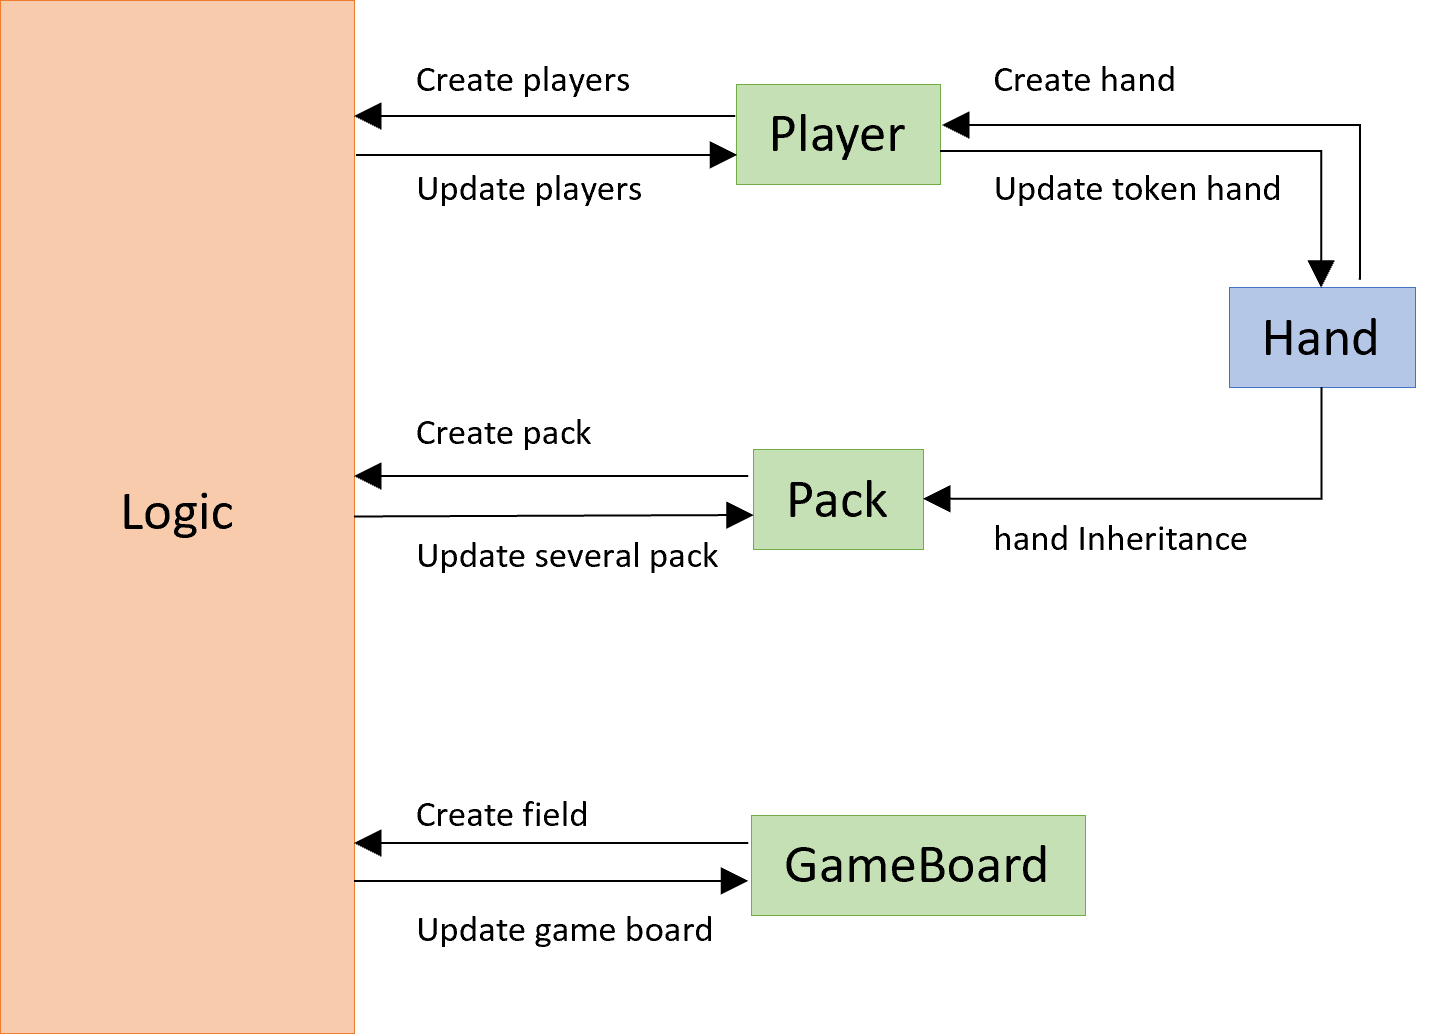 Create players
Player
Create hand
Update players
Update token hand
Hand
Create pack
Pack
Logic
Update several pack
hand Inheritance
Create field
GameBoard
Update game board